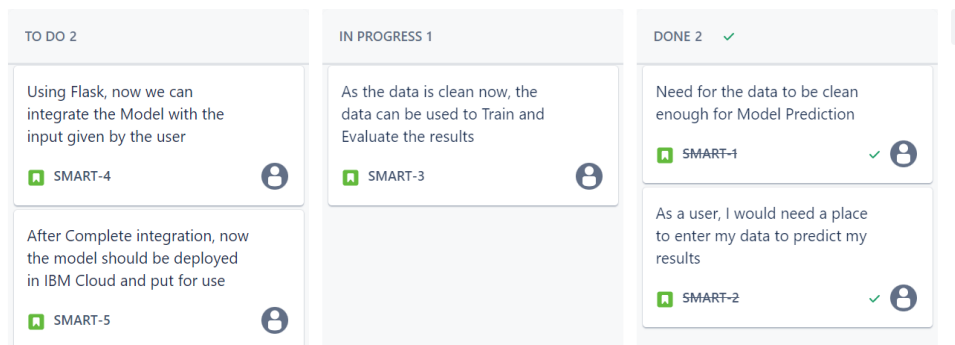 TO DO 2
Using Flask, now we can
integrate the Model with the
input given by the user
SMART-4
After Complete integration, now
the model should be deployed
in IBM Cloud and put for use
SMART-5
IN PROGRESS 1
As the data is clean now, the
data can be used to Train and
Evaluate the results
SMART-3
DONE 2
Need for the data to be clean
enough for Model Prediction
SMART-1
As a user, I would need a place
to enter my data to predict my
results
SMART-2